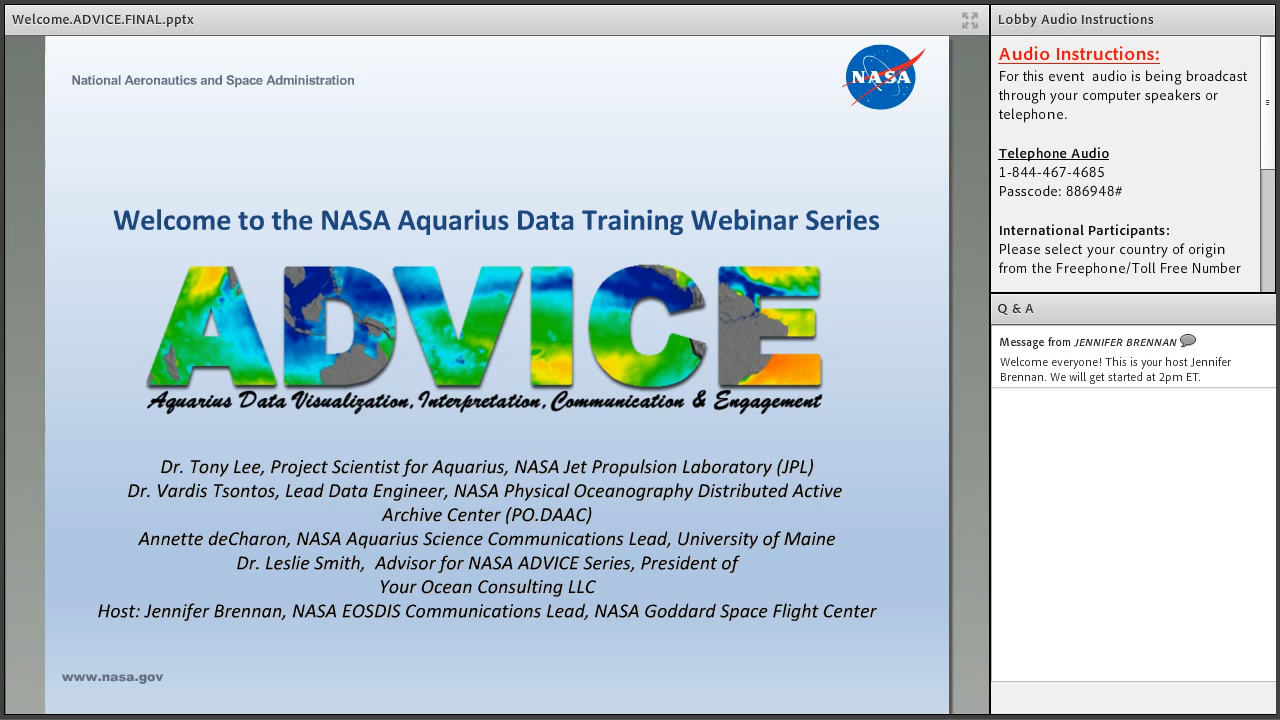 Welcome.ADVICE.FINAL.pptx
National Aeronautics and Space Administration
NASA
Welcome to the NASA Aquarius Data Training Webinar Series
ADVICE
Aquarius Data Visualization, Interpretation, Communication & Engagement
Dr. Tony Lee, Project Scientist for Aquarius, NASA Jet Propulsion Laboratory (JPL)
Dr. Vardis Tsontos, Lead Data Engineer, NASA Physical Oceanography Distributed Active
Archive Center (PO.DAAC)
Annette deCharon, NASA Aquarius Science Communications Lead, University of Maine
Dr. Leslie Smith, Advisor for NASA ADVICE Series, President of
Your Ocean Consulting LLC
Host: Jennifer Brennan, NASA EOSDIS Communications Lead, NASA Goddard Space Flight Center
www.nasa.gov
Lobby Audio Instructions
Audio Instructions:
For this event audio is being broadcast
through your computer speakers or
telephone.
Telephone Audio
1-844-467-4685
Passcode: 886948#
International Participants:
Please select your country of origin
from the Freephone/Toll Free Number
Q & A
Message from JENNIFER BRENNAN
Welcome everyone! This is your host Jennifer
Brennan. We will get started at 2pm ET.